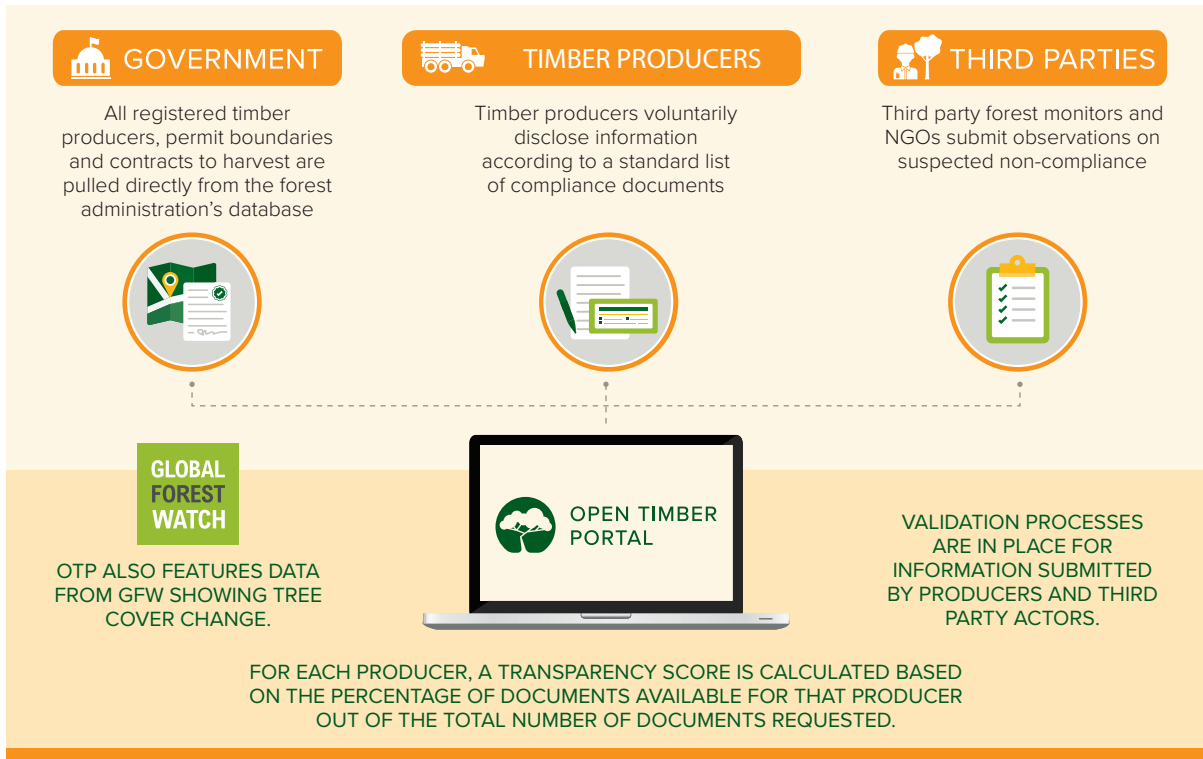 GOVERNMENT
All registered timber
producers, permit boundaries
and contracts to harvest are
pulled directly from the forest
administration’s database
TIMBER PRODUCERS
Timber producers voluntarily
disclose information
according to a standard list
of compliance documents
THIRD PARTIES
Third party forest monitors and
NGOs submit observations on
suspected non-compliance
GLOBAL
FOREST
WATCH
OTP ALSO FEATURES DATA
FROM GFW SHOWING TREE
COVER CHANGE.
OPEN TIMBER
PORTAL
VALIDATION PROCESSES
ARE IN PLACE FOR
INFORMATION SUBMITTED
BY PRODUCERS AND THIRD
PARTY ACTORS.
FOR EACH PRODUCER, A TRANSPARENCY SCORE IS CALCULATED BASED
ON THE PERCENTAGE OF DOCUMENTS AVAILABLE FOR THAT PRODUCER
OUT OF THE TOTAL NUMBER OF DOCUMENTS REQUESTED.